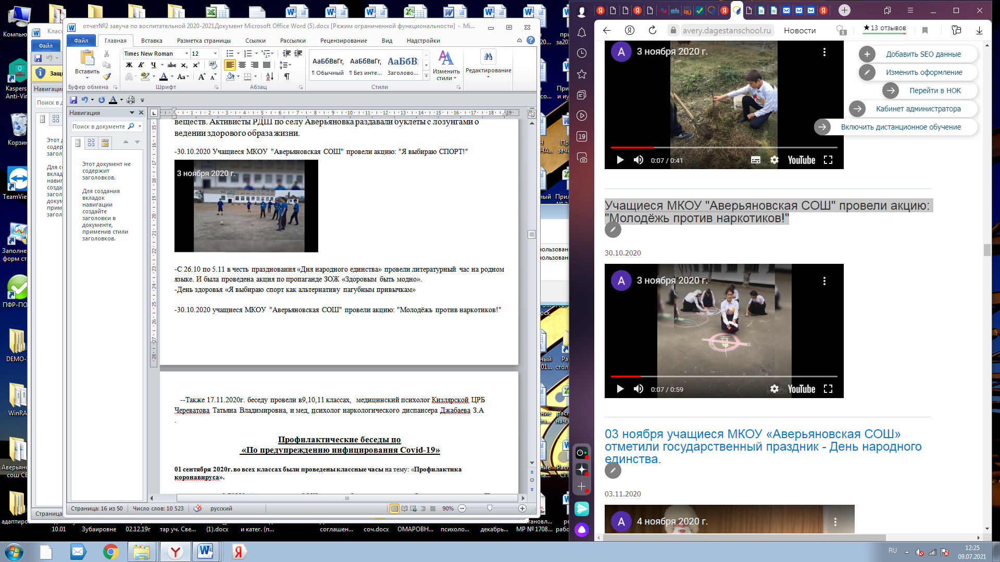 отчет№2 завуча по воспитательной 2020-2021Документ Microsoft Office Word (5).docx [Режим ограниченной функциональности] - Mi...
Файл
Главная
Вставка
Разметка страницы
Ссылки
Рассылки
Рецензирование
Вид
Надстройки
Вставить
Times New Roman
12
АаБбВвГг,
АаБбВвГг,
АаБбВ:
¶ Обычный
¶ Без инте...
Заголово...
Изменить стили
Редактирование
Буфер обмена
Шрифт
Абзац
Стили
Навигация
Поиск в документе
Этот документ не
содержит
заголовков.
Для создания
вкладок
навигации
создайте
заголовки в
документе,
применив стили
заголовков.
веществ. Активисты РДШ по селу Аверьяновка раздавали буклеты с лозунгами о
ведении здорового образа жизни.
-30.10.2020 Учащиеся МКОУ "Аверьяновская СОШ" провели акцию: "Я выбираю СПОРТ!"
3 ноября 2020 г.
-С 26.10 по 5.11 в честь празднования «Дня народного единства» провели литературный час на родном
языке. И была проведена акция по пропаганде ЗОЖ «Здоровым быть модно».
-День здоровья «Я выбираю спорт как альтернативу пагубным привычкам»
-30.10.2020 учащиеся МКОУ "Аверьяновская СОШ" провели акцию: "Молодёжь против наркотиков!"
--Также 17.11.2020г. беседу провели в9,10,11 классах, медицинский психолог Кизлярской ЦРБ
Череватова Татьяна Владимировна, и мед. психолог наркологического диспансера Джабаева З.А
.
Профилактические беседы по
«По предупреждению инфицирования Covid-19»
01 сентября 2020г. во всех классах были проведены классные часы на тему: «Профилактика
коронавируса».
Страница: 16 из 50
Число слов: 10 523
русский
90%
avery.dagestanschool.ru
Новости
★13 отзывов
Добавить SEO данные
Изменить оформление
Перейти в НОК
Кабинет администратора
Включить дистанционное обучение
А
3 ноября 2020 г.
0:07 / 0:41
YouTube
Учащиеся МКОУ "Аверьяновская СОШ" провели акцию:
"Молодёжь против наркотиков!"
30.10.2020
А
3 ноября 2020 г.
0:07 / 0:59
YouTube
03 ноября учащиеся МКОУ «Аверьяновская СОШ»
отметили государственный праздник - День народного
единства.
03.11.2020
А
4 ноября 2020 г.
10.01
Зубаировне
02.12.19г
тар уч. Све...
(1).docx
и катег. (п...
соглашен...
соч.docx
ОМАРОВН...
психоло...
декабрь...
МР № 1708...
RU
12:25
09.07.2021